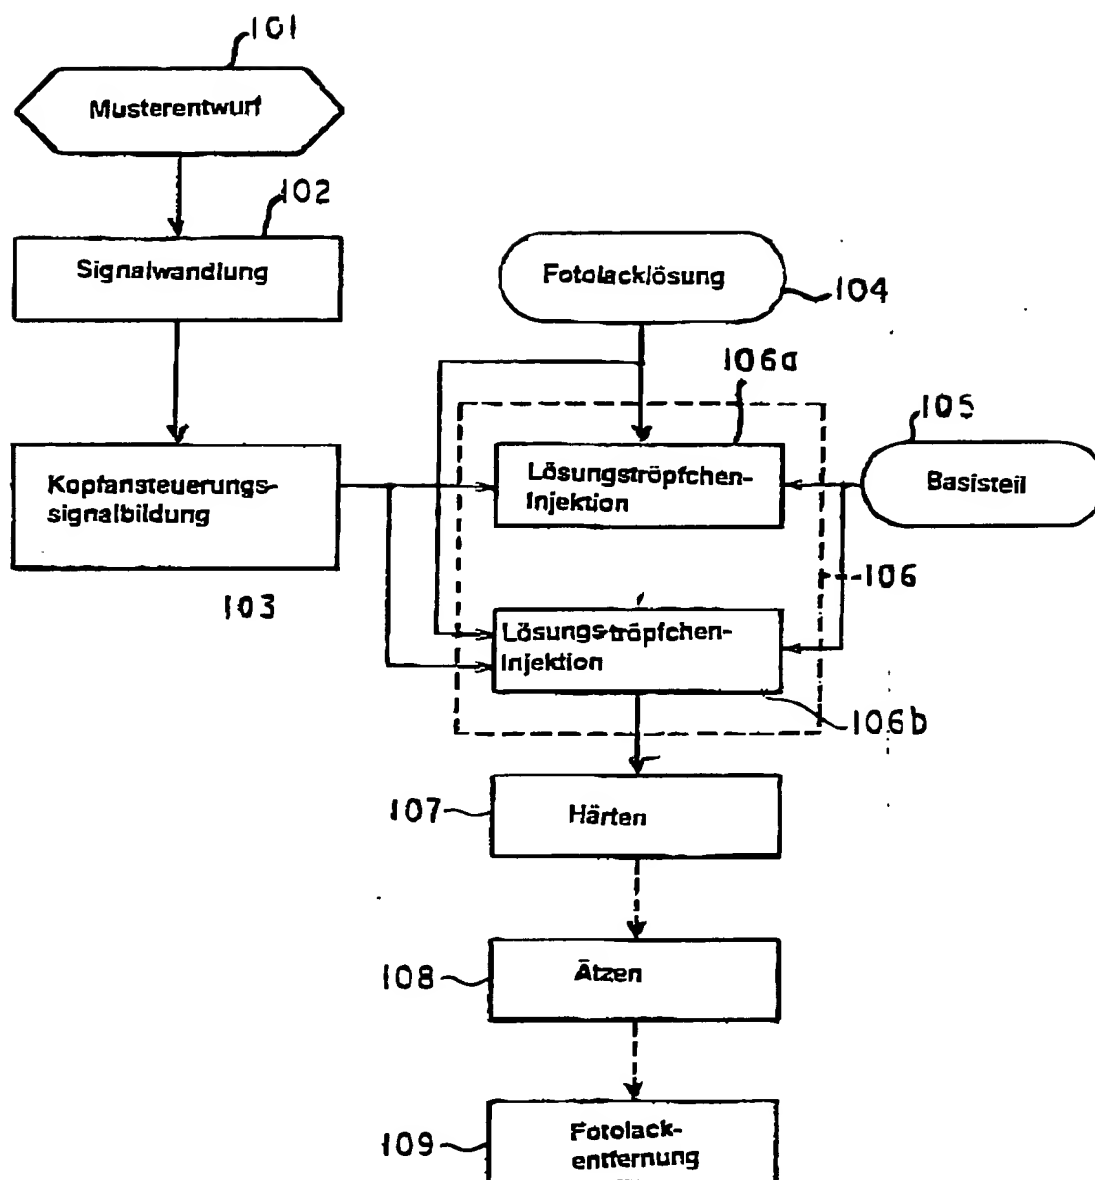 101
Musterentwurf
102
Signalwandlung
Fotolacklösung
104
106a
105
Kopfansteuerungs-
signalbildung
Lösungströpfchen-
Injektion
Basisteil
106
103
Lösungströpfchen-
Injektion
106b
107
Härten
108
Ätzen
109
Fotolack-
entfernung